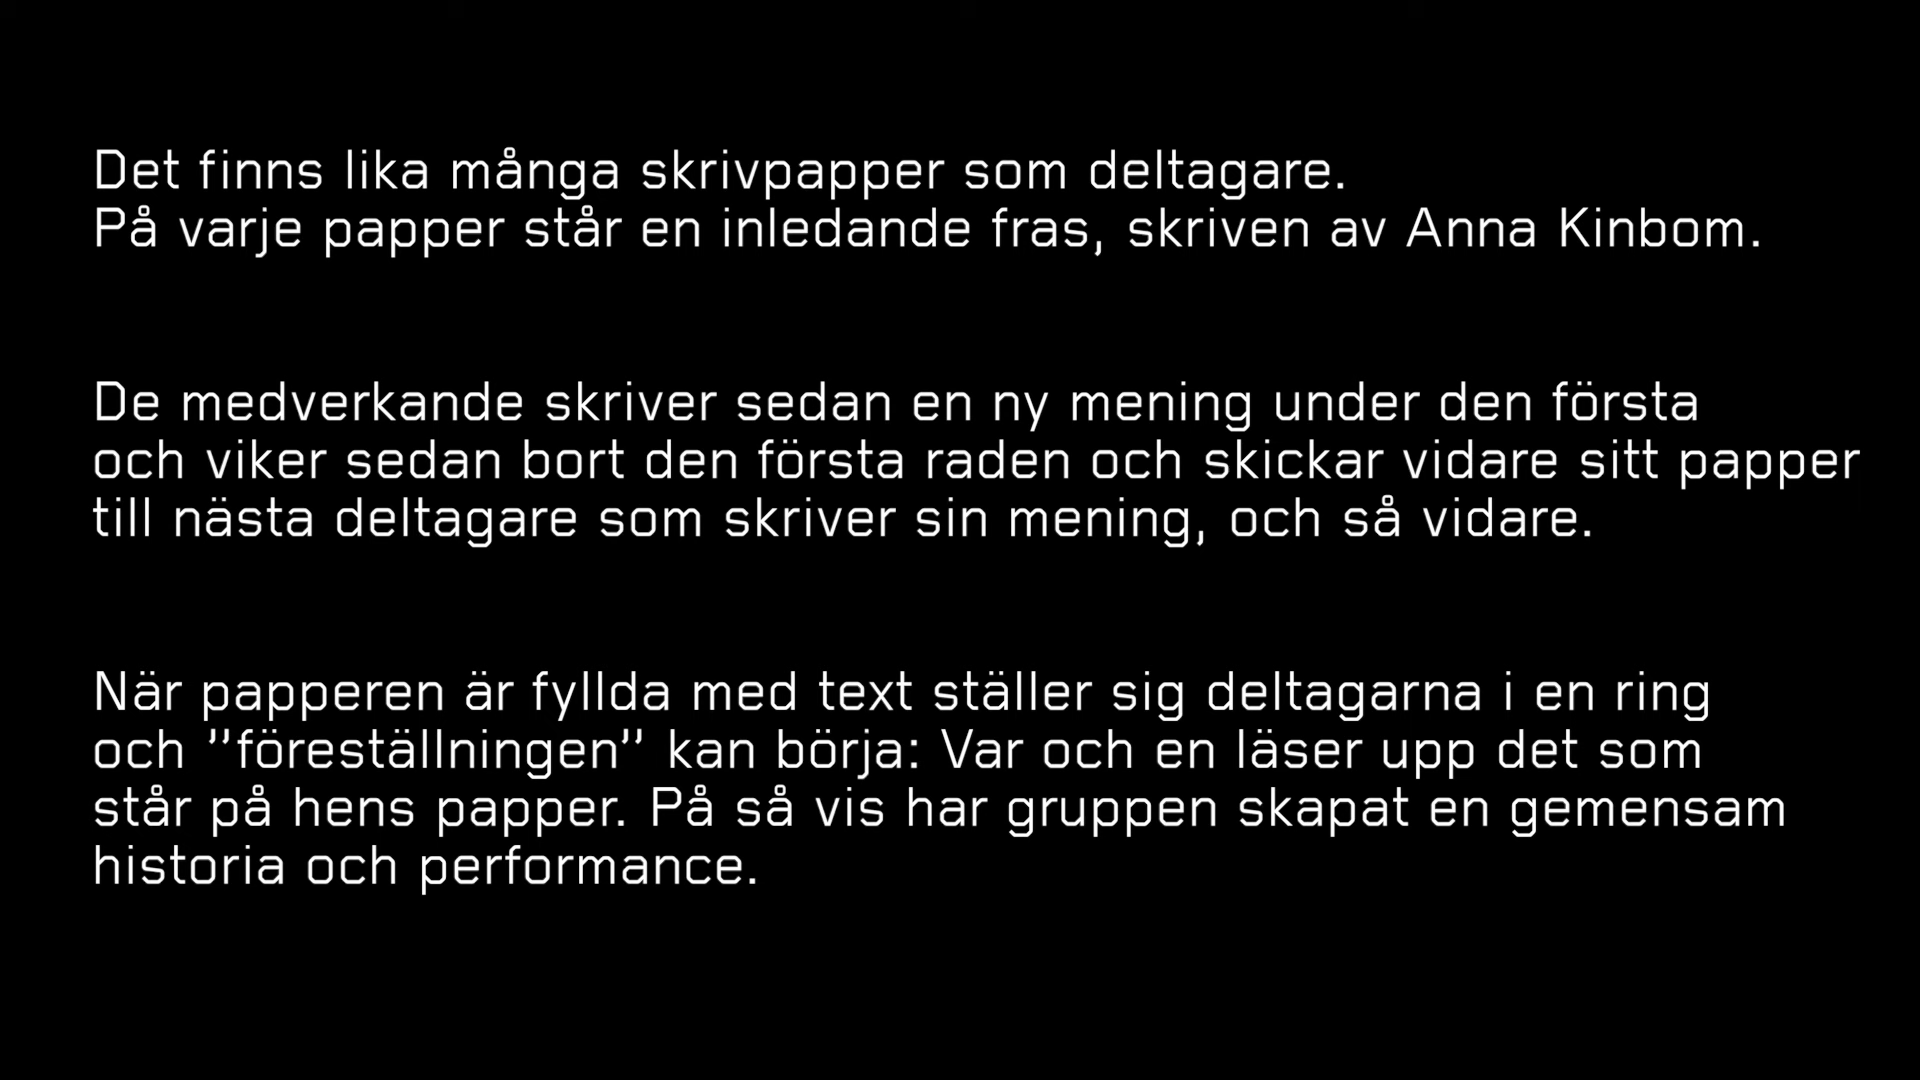 Det finns lika många skrivpapper som deltagare.
På varje papper står en inledande fras, skriven av Anna Kinbom.
De medverkande skriver sedan en ny mening under den första
och viker sedan bort den första raden och skickar vidare sitt papper
till nästa deltagare som skriver sin mening, och så vidare.
När papperen är fyllda med text ställer sig deltagarna i en ring
och ”föreställningen” kan börja: Var och en läser upp det som
står på hens papper. På så vis har gruppen skapat en gemensam
historia och performance.